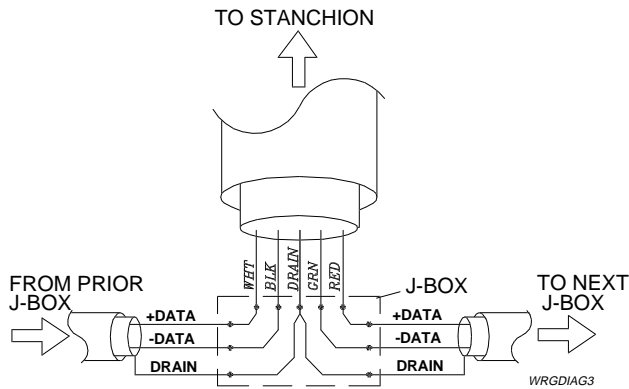 TO STANCHION
WHT
BLK
DRAIN
GRN
RED
FROM PRIOR
J-BOX
J-BOX
TO NEXT
J-BOX
+DATA
-DATA
DRAIN
+DATA
-DATA
DRAIN
WRGDIAG3